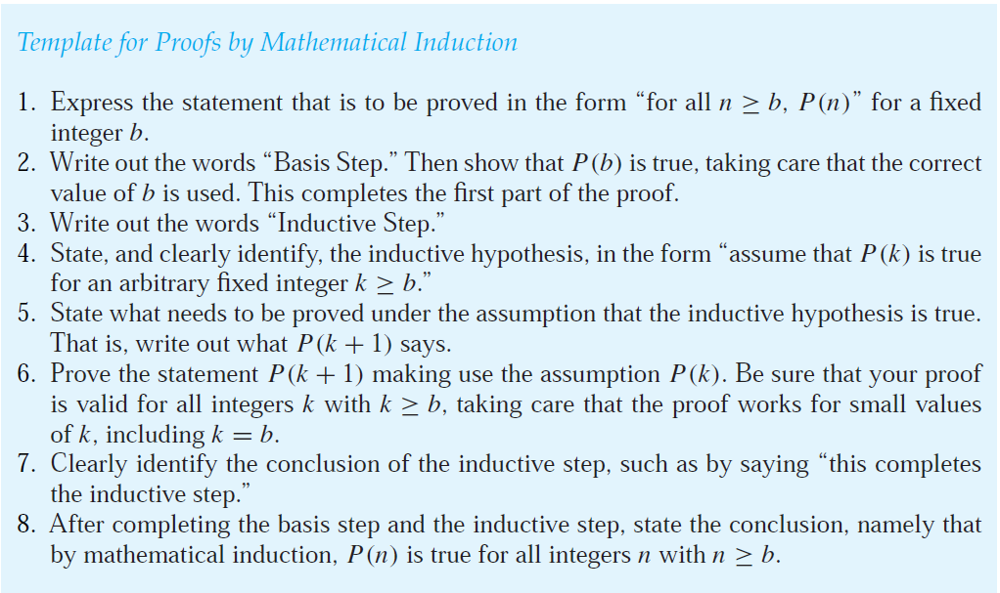 Template for Proofs by Mathematical Induction
1. Express the statement that is to be proved in the form “for all n ≥ b, P(n)” for a fixed
integer b.
2. Write out the words “Basis Step.” Then show that P(b) is true, taking care that the correct
value of b is used. This completes the first part of the proof.
3. Write out the words “Inductive Step.”
4. State, and clearly identify, the inductive hypothesis, in the form “assume that P(k) is true
for an arbitrary fixed integer k ≥ b.”
5. State what needs to be proved under the assumption that the inductive hypothesis is true.
That is, write out what P(k + 1) says.
6. Prove the statement P(k + 1) making use the assumption P(k). Be sure that your proof
is valid for all integers k with k ≥ b, taking care that the proof works for small values
of k, including k = b.
7. Clearly identify the conclusion of the inductive step, such as by saying “this completes
the inductive step.”
8. After completing the basis step and the inductive step, state the conclusion, namely that
by mathematical induction, P(n) is true for all integers n with n ≥ b.